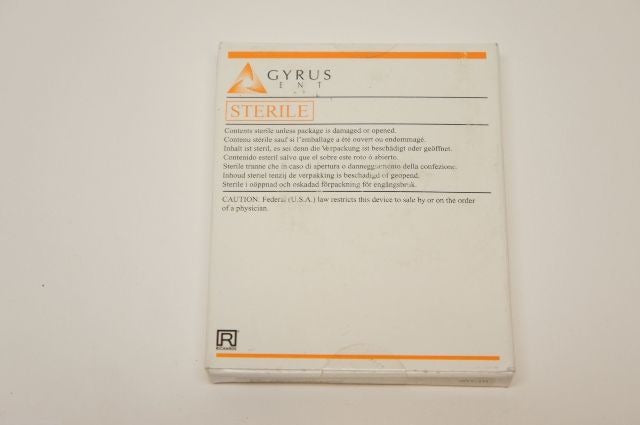 GYRUS
ENT
STERILE
Contents sterile unless package is damaged or opened.
Contenu stérile sauf si l'emballage a été ouvert ou endommagé.
Inhalt ist steril, es sei denn die Verpackung ist beschädigt oder geöffnet.
Contenido esteril salvo que el sobre este roto ó abierto.
Sterile tranne che in caso di apertura o danneggiamento della confezione.
Inhoud steriel tenzij de verpakking is beschadigd of geopend.
Sterile i oöppnad och oskadad förpackning för engångsbruk.
CAUTION: Federal (U.S.A.) law restricts this device to sale by or on the order
of a physician.
R
RICHARDS